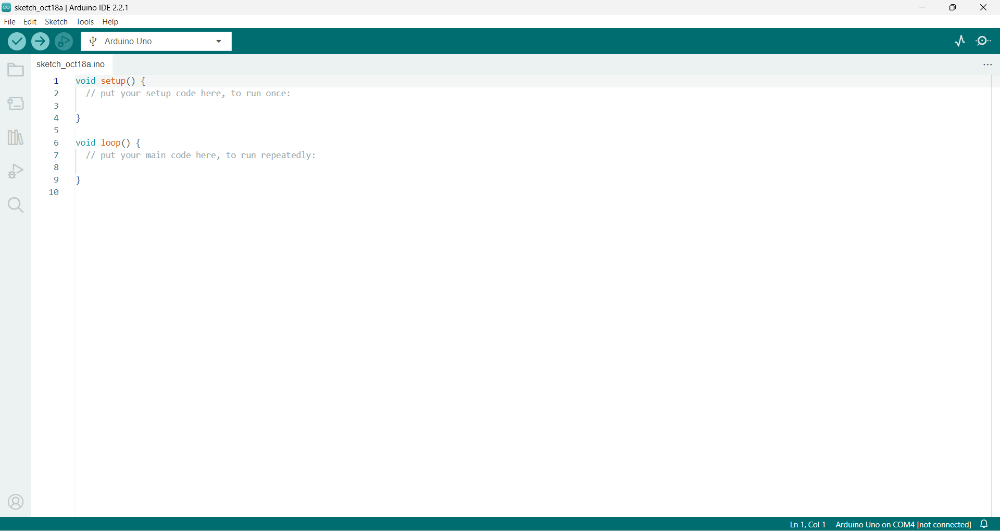 sketch_oct18a | Arduino IDE 2.2.1
File Edit Sketch Tools Help
Arduino Uno
sketch_oct18a.ino
1 void setup() {
2 // put your setup code here, to run once:
3
4 }
5
6 void loop() {
7 // put your main code here, to run repeatedly:
8
9 }
10
Ln 1, Col 1 Arduino Uno on COM4 [not connected]